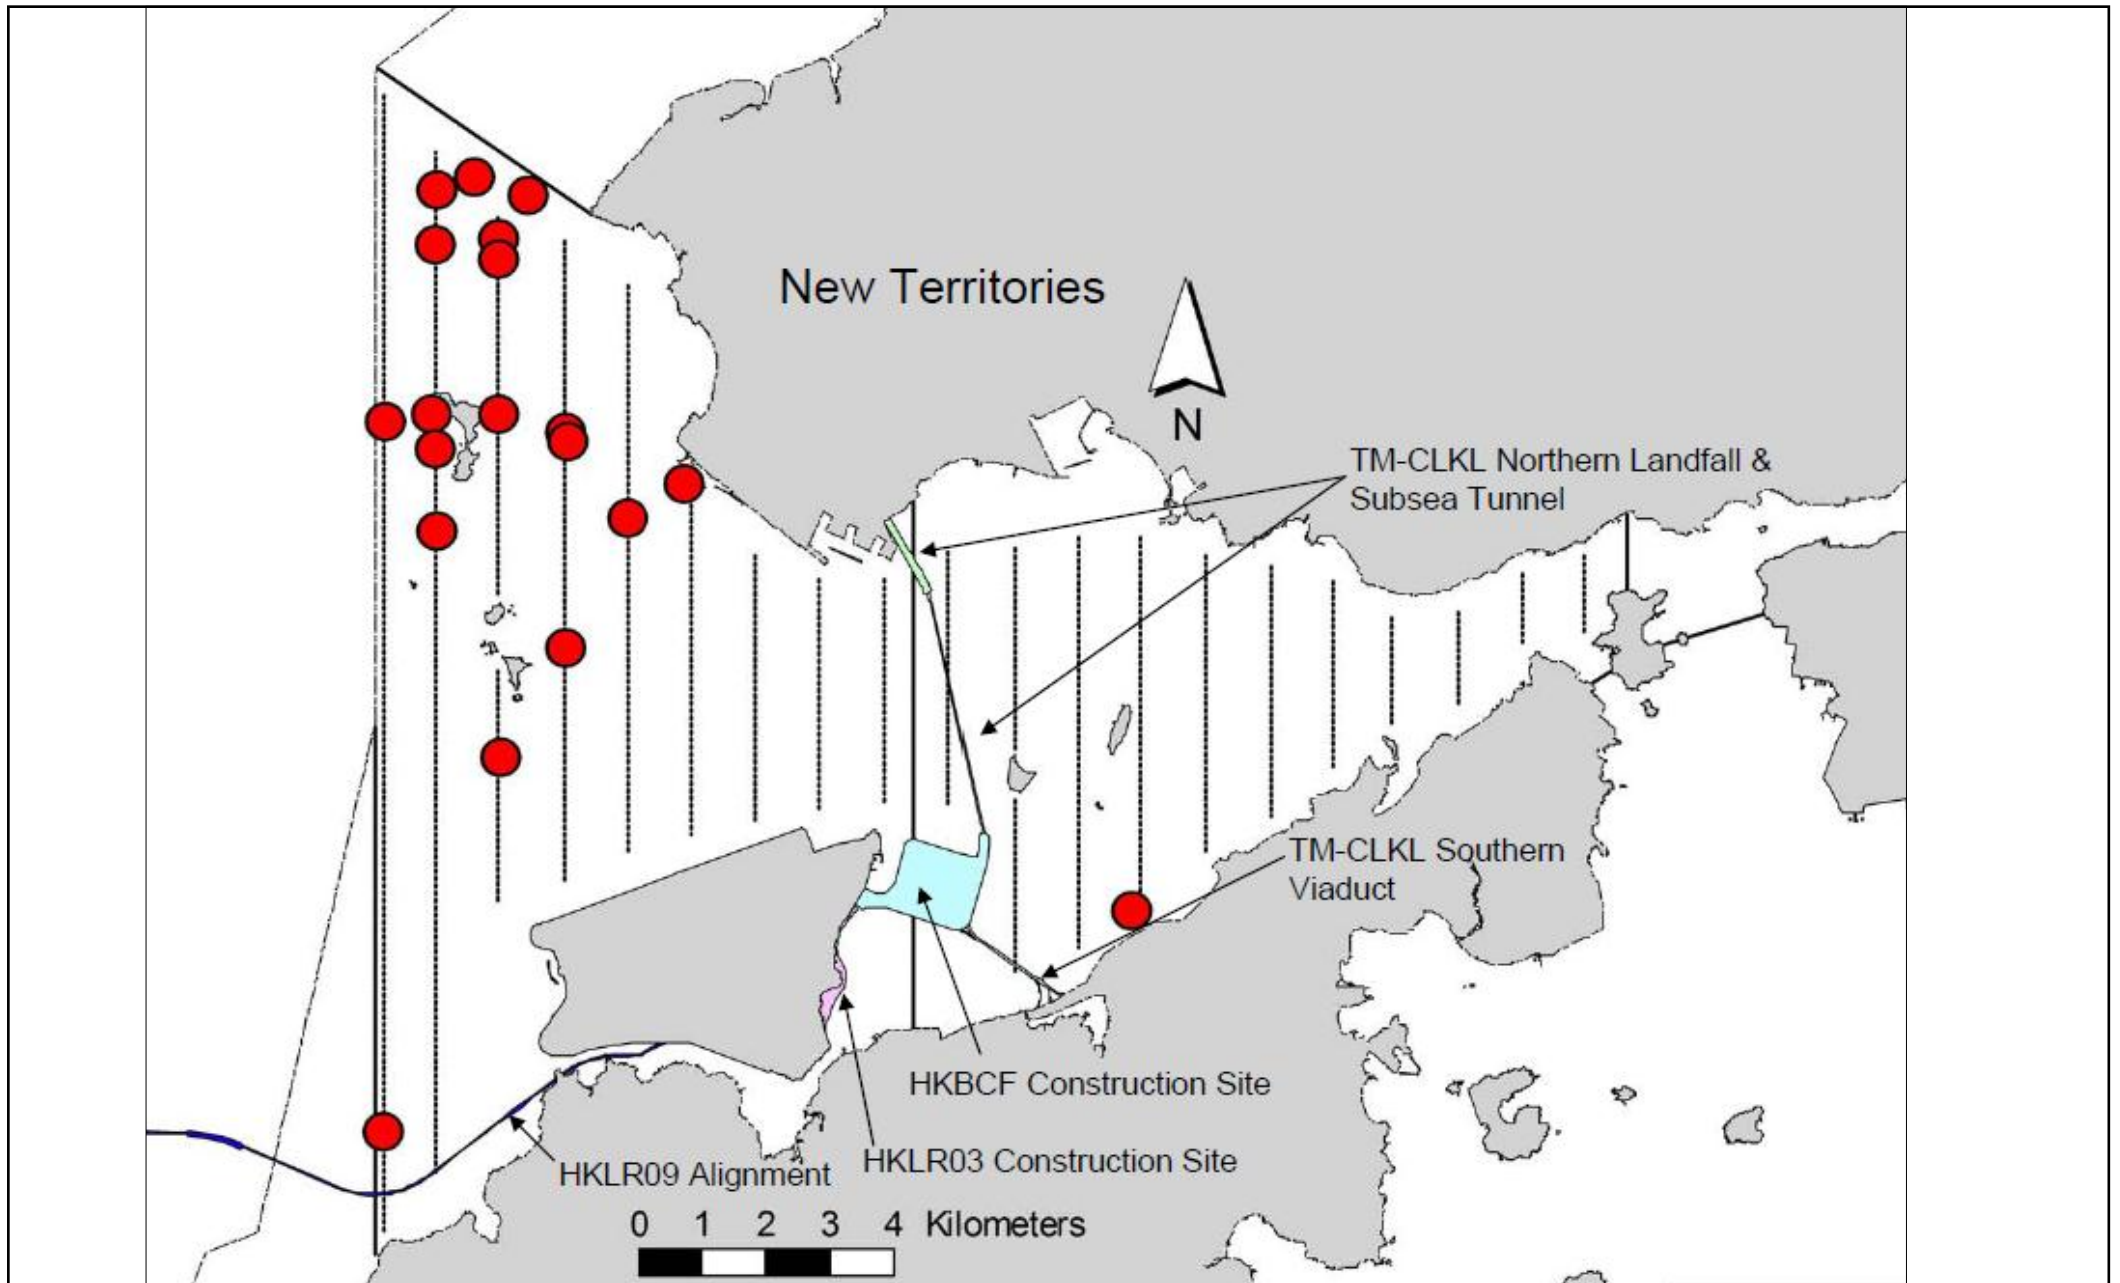 New Territories
N
TM-CLKL Northern Landfall &
Subsea Tunnel
TM-CLKL Southern
Viaduct
HKBCF Construction Site
HKLR03 Construction Site
HKLR09 Alignment
0 1 2 3 4 Kilometers